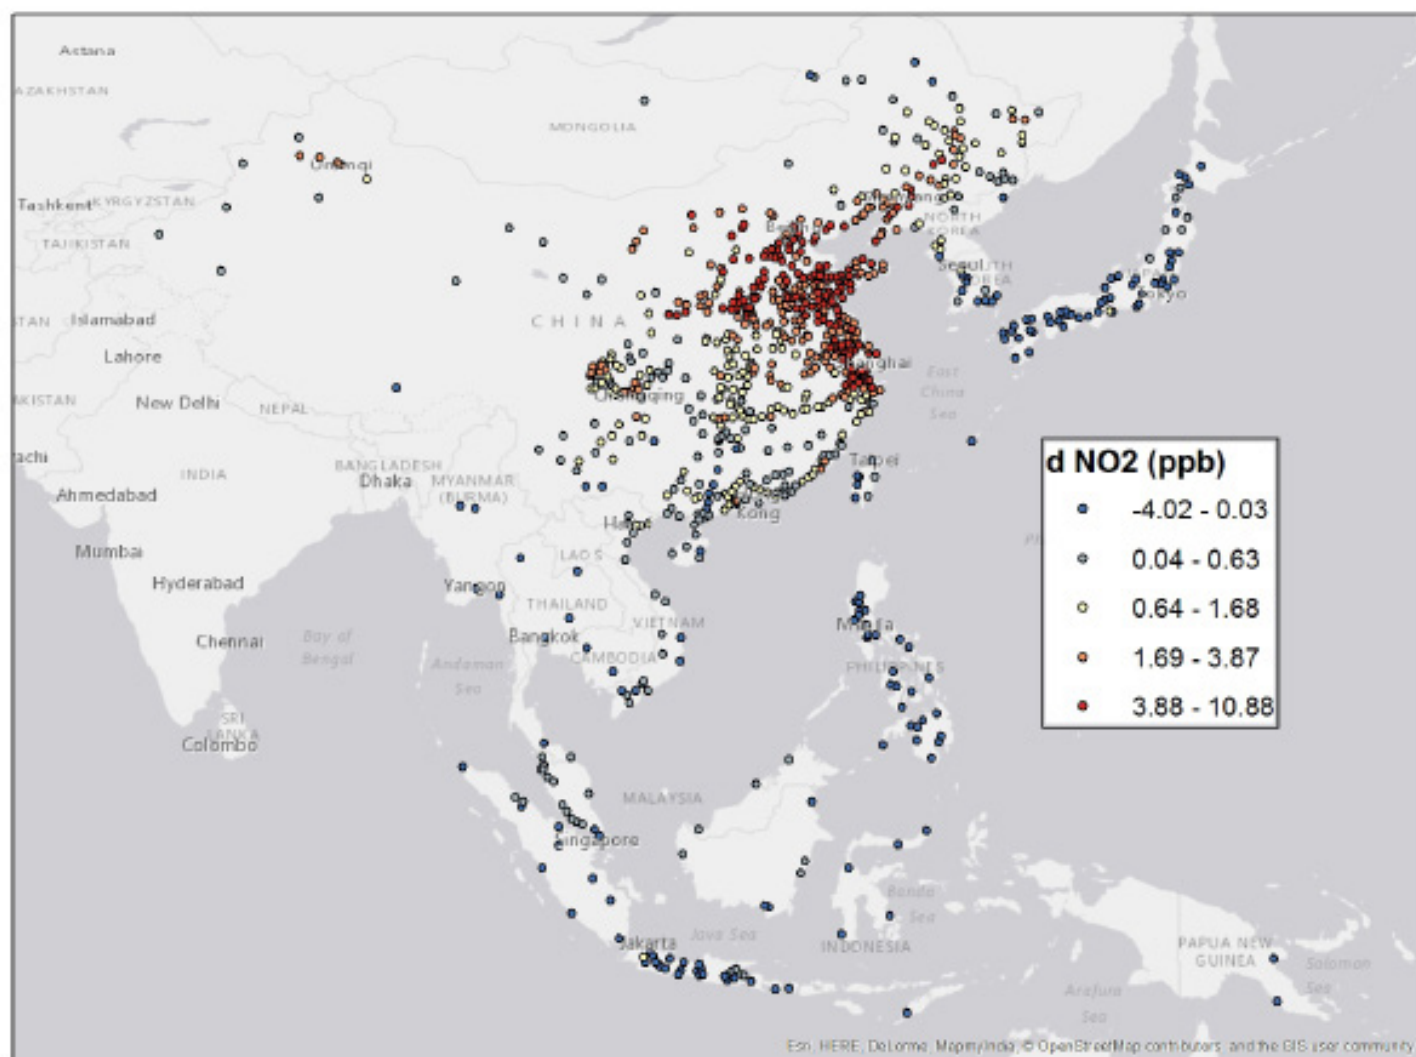 Astana
AZAKHSTAN
MONGOLIA
Urumqi
Tashkent
KYRGYZSTAN
TAJIKISTAN
NORTH
KOREA
Seoul
Tokyo
STAN
Islamabad
CHINA
Lahore
Shanghai
AKISTAN
New Delhi
NEPAL
Chongqing
East
China
Sea
achi
INDIA
BANGLADESH
Dhaka
MYANMAR
(BURMA)
Taipei
Ahmedabad
Kong
Mumbai
LAOS
Hyderabad
Yangon
THAILAND
VIETNAM
Manila
Chennai
Bay of
Bengal
Bangkok
CAMBODIA
Andaman
Sea
PHILIPPINES
SRI
LANKA
Colombo
MALAYSIA
Singapore
Banda
Sea
Jakarta
Java Sea
INDONESIA
PAPUA NEW
GUINEA
Solomon
Sea
Arafura
Sea
d NO2 (ppb)
-4.02 - 0.03
0.04 - 0.63
0.64 - 1.68
1.69 - 3.87
3.88 - 10.88
Esri, HERE, DeLorme, MapmyIndia, © OpenStreetMap contributors, and the GIS user community